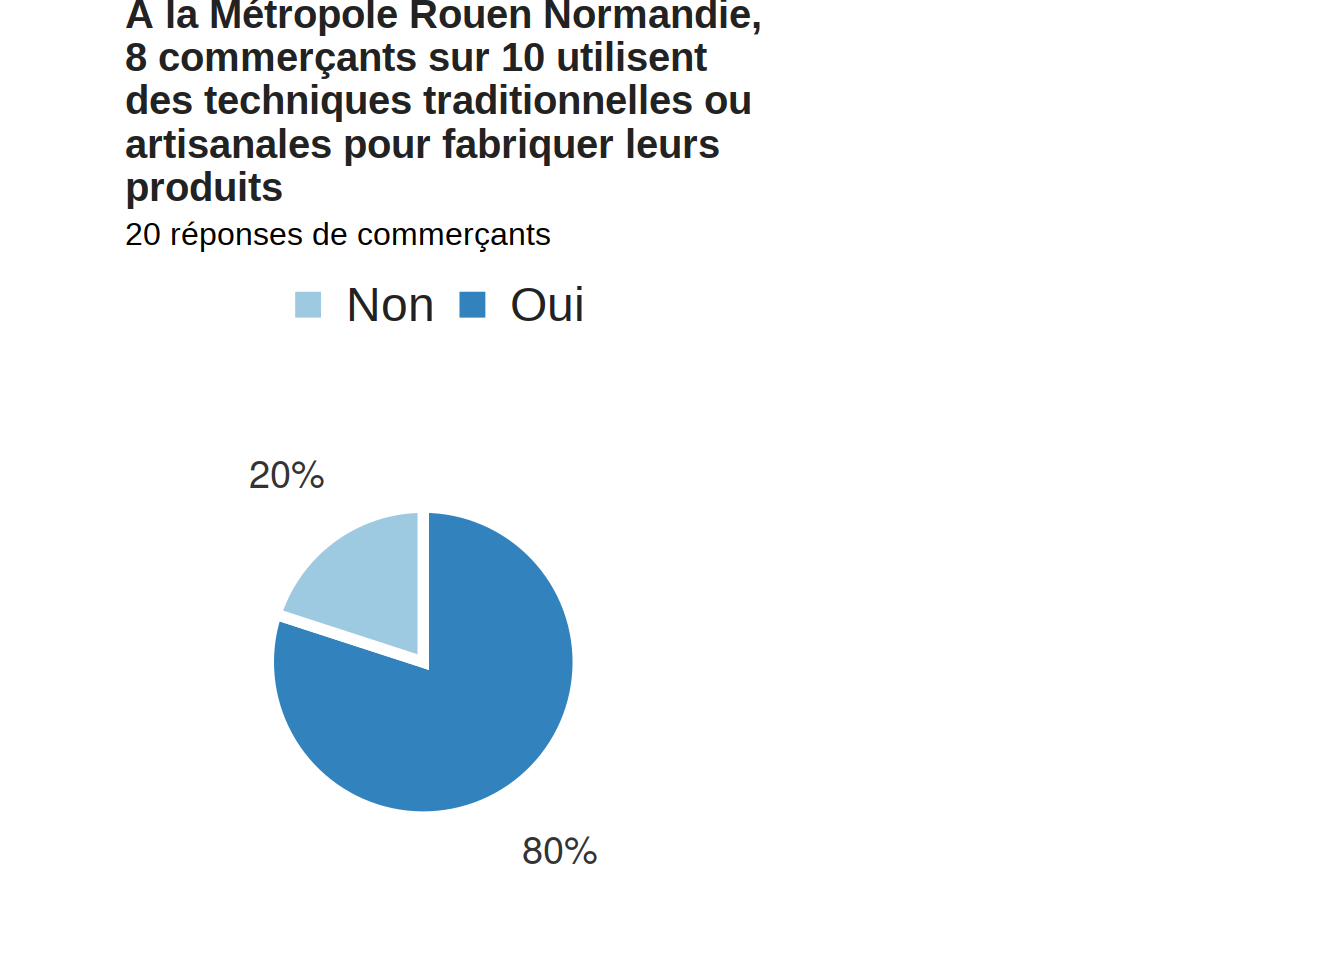 À la Métropole Rouen Normandie,
8 commerçants sur 10 utilisent
des techniques traditionnelles ou
artisanales pour fabriquer leurs
produits
20 réponses de commerçants
Non Oui
20%
80%